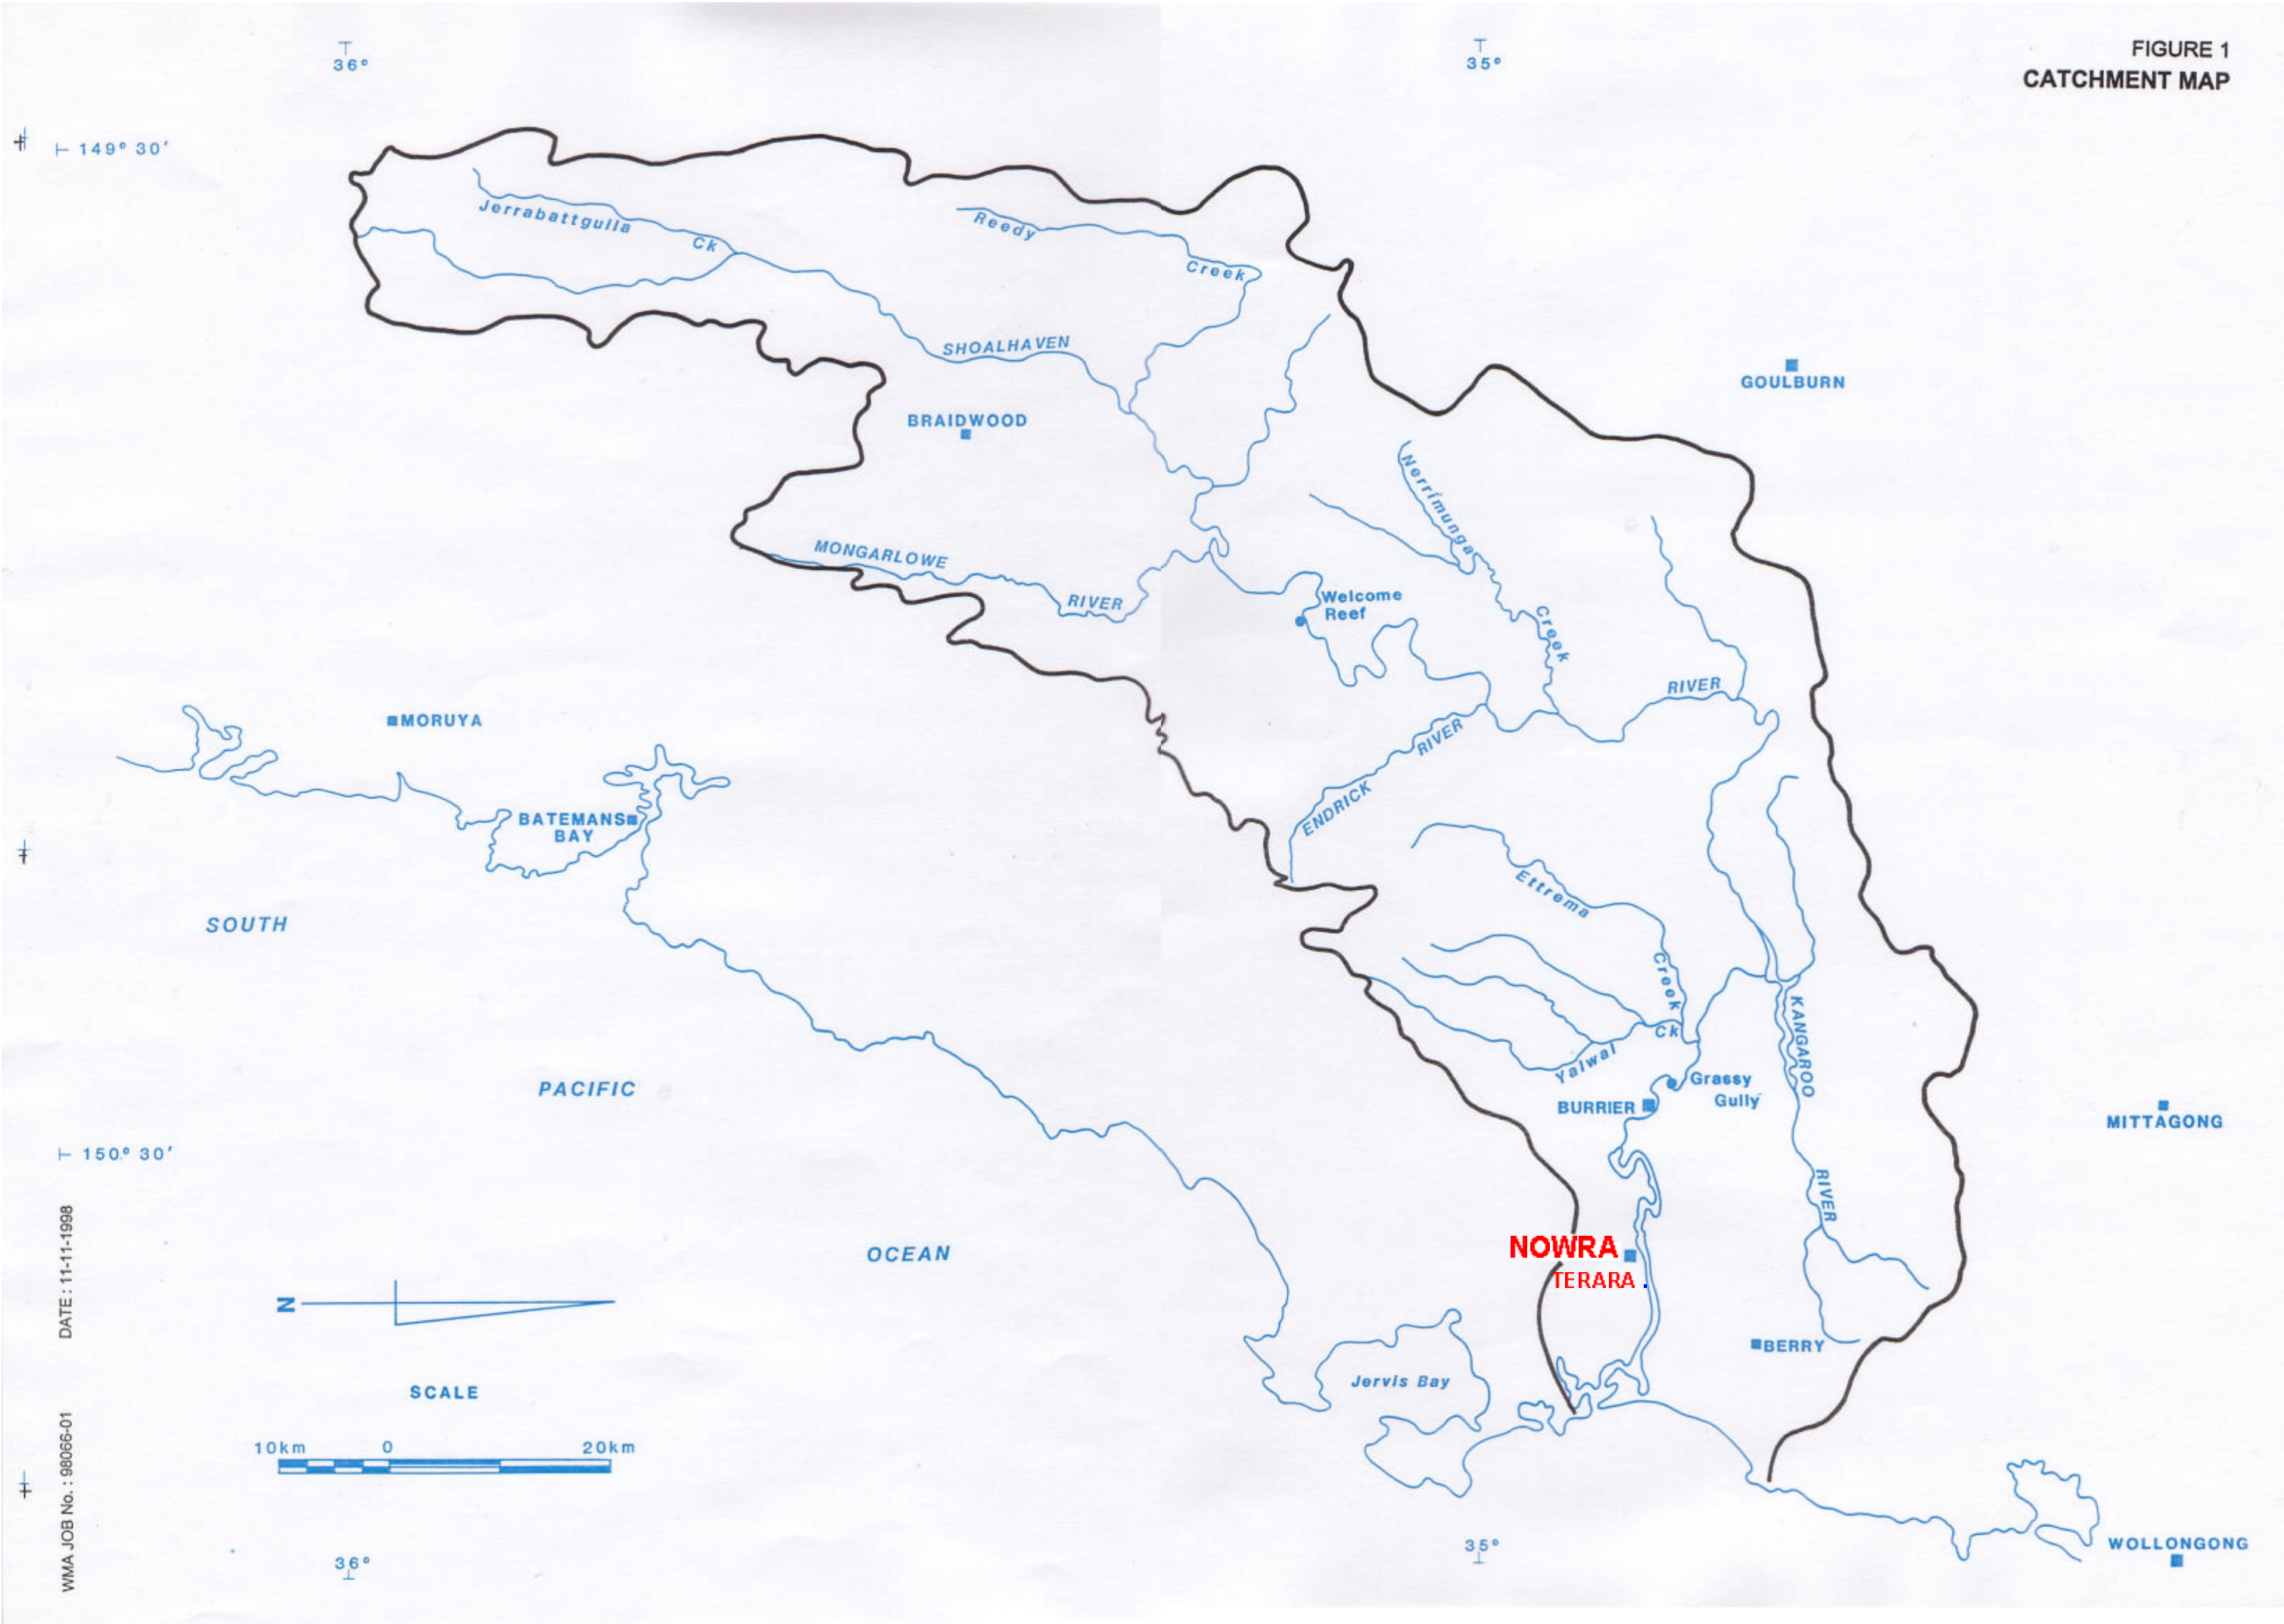 FIGURE 1
CATCHMENT MAP
36°
35°
149° 30'
Jerrabattgulla Ck
Reedy Creek
SHOALHAVEN
GOULBURN
BRAIDWOOD
Nerrimunga Creek
MONGARLOWE RIVER
Welcome
Reef
RIVER
MORUYA
ENDRICK RIVER
BATEMANS
BAY
Ettrema Creek
SOUTH
PACIFIC
OCEAN
Yalwal Ck
KANGAROO RIVER
Grassy
Gully
BURRIER
MITTAGONG
150° 30'
NOWRA
TERARA .
N
BERRY
Jervis Bay
SCALE
10km 0 20km
WOLLONGONG
36°
35°
DATE : 11-11-1998
WMA JOB No. : 98066-01